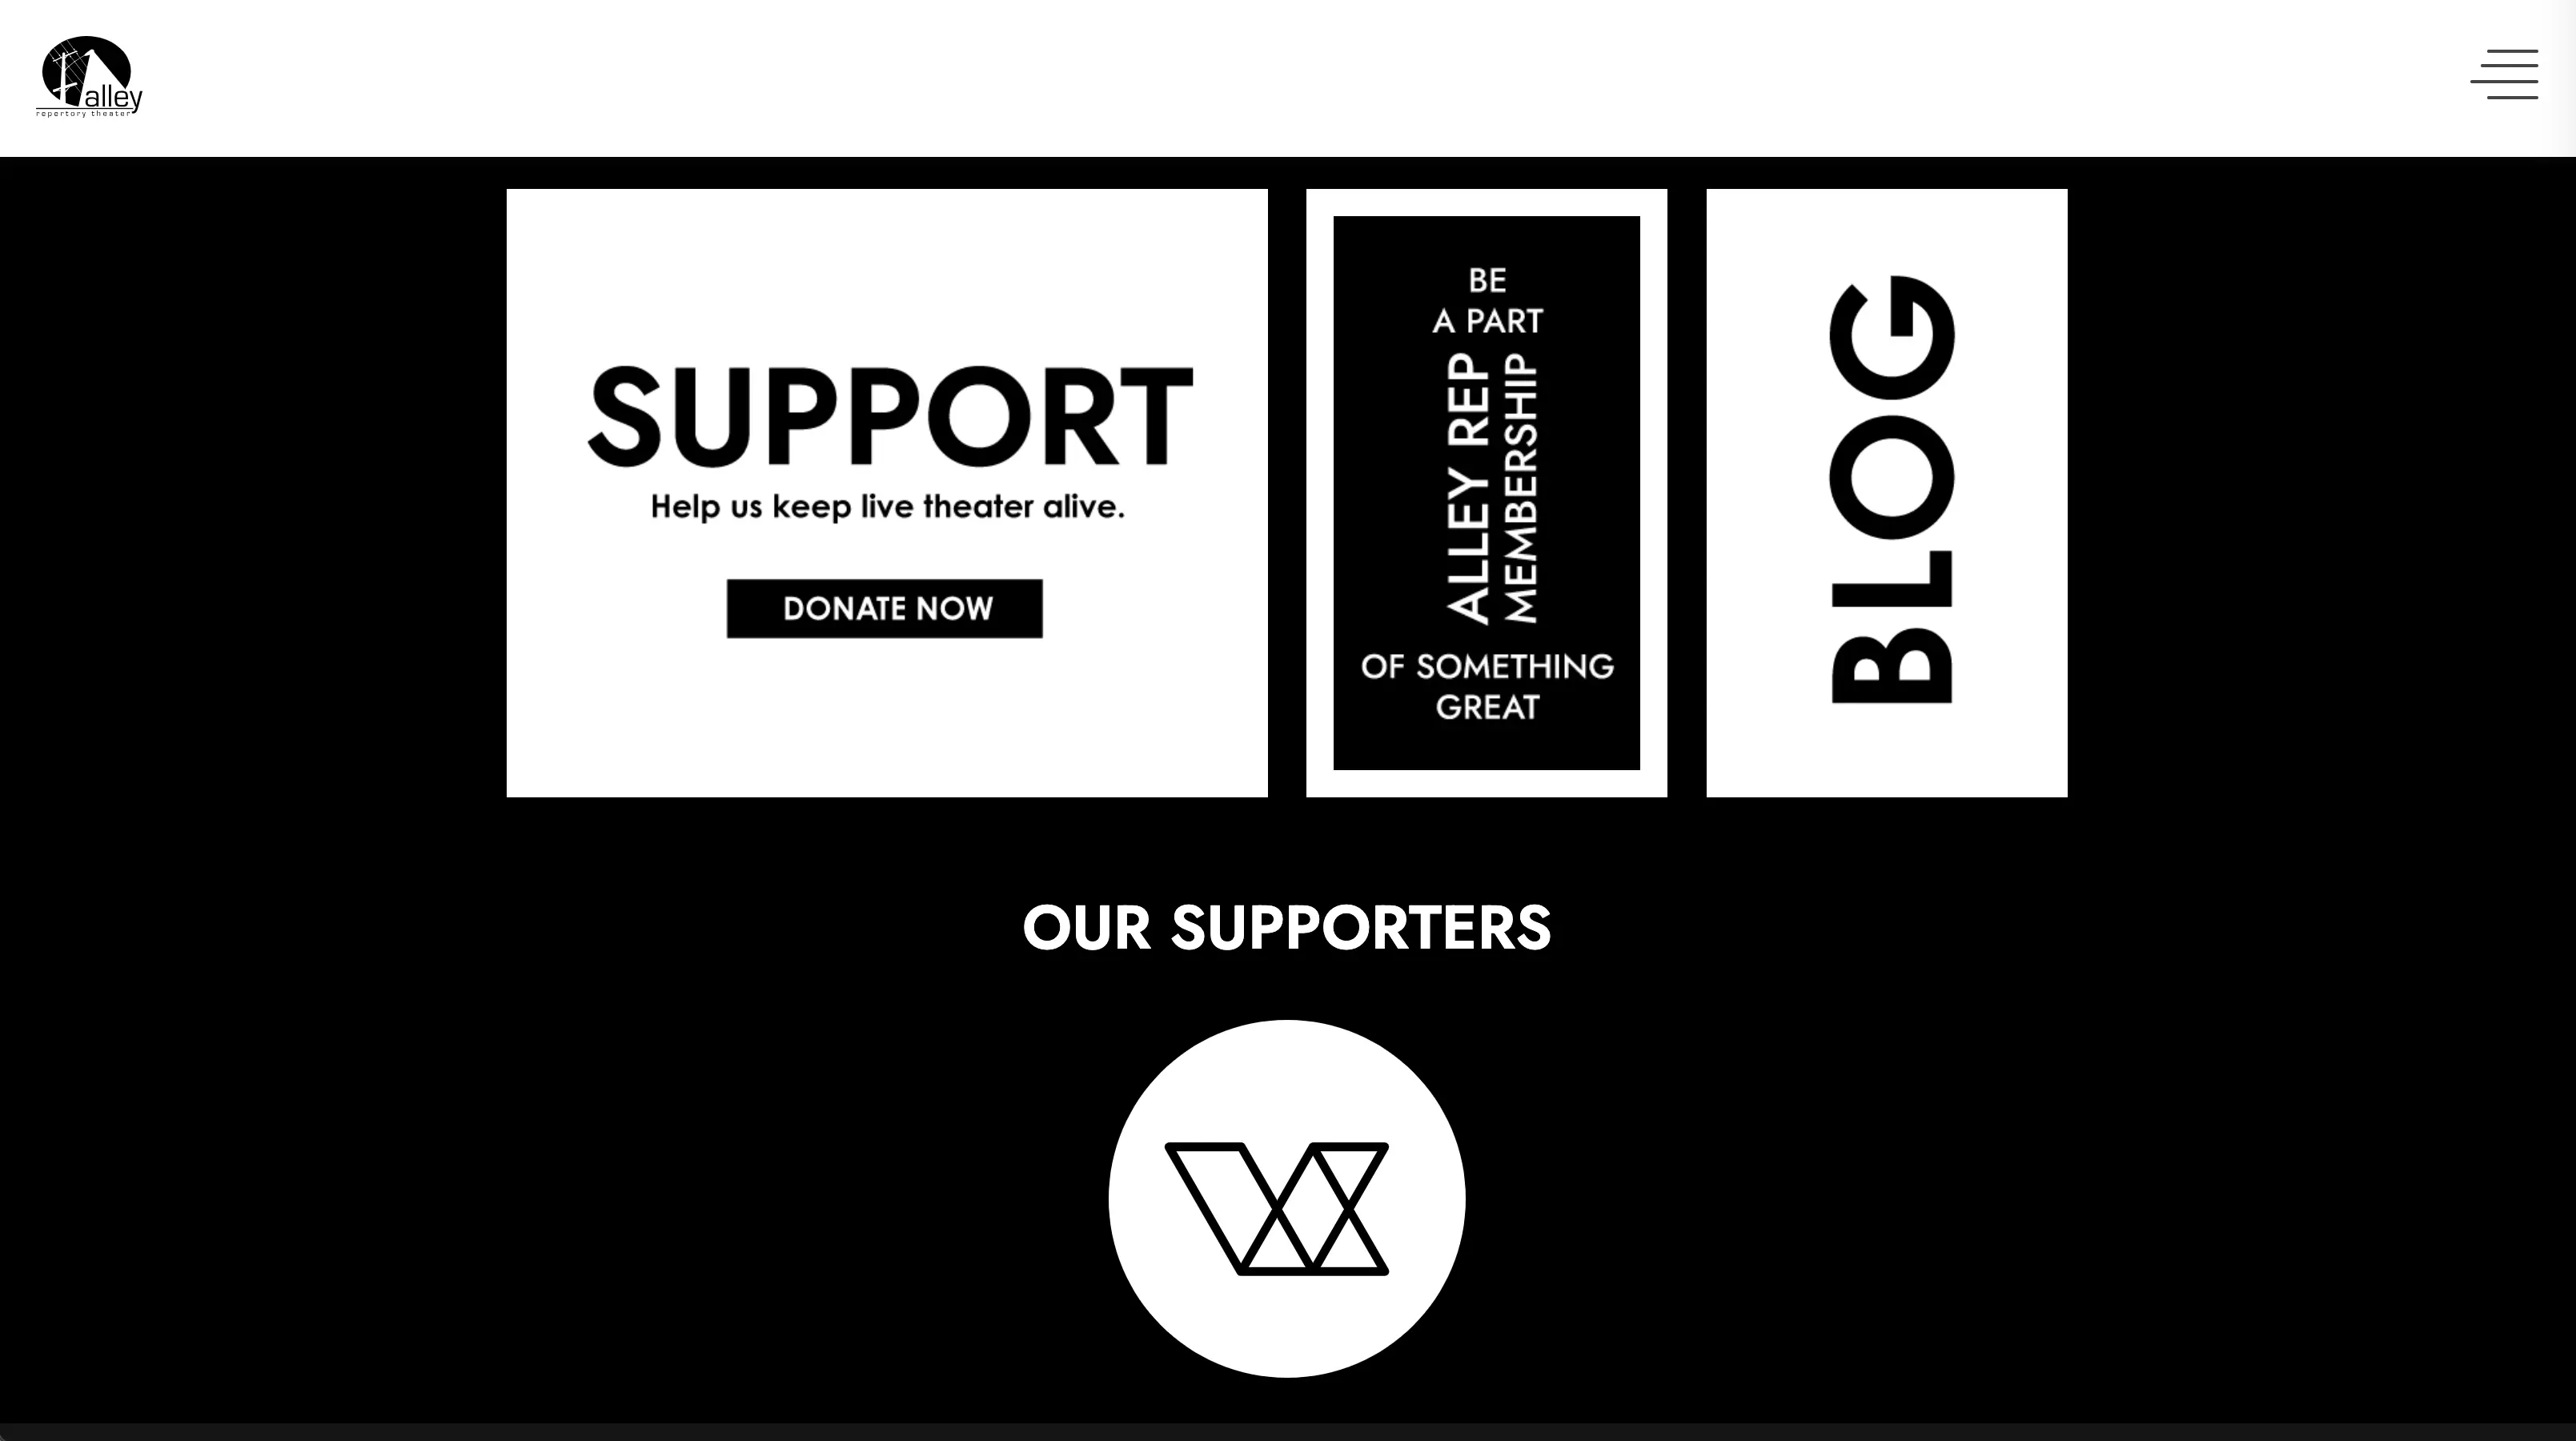 alley
repertory theater
SUPPORT
Help us keep live theater alive.
DONATE NOW
BE
A PART
ALLEY REP
MEMBERSHIP
OF SOMETHING
GREAT
BLOG
OUR SUPPORTERS